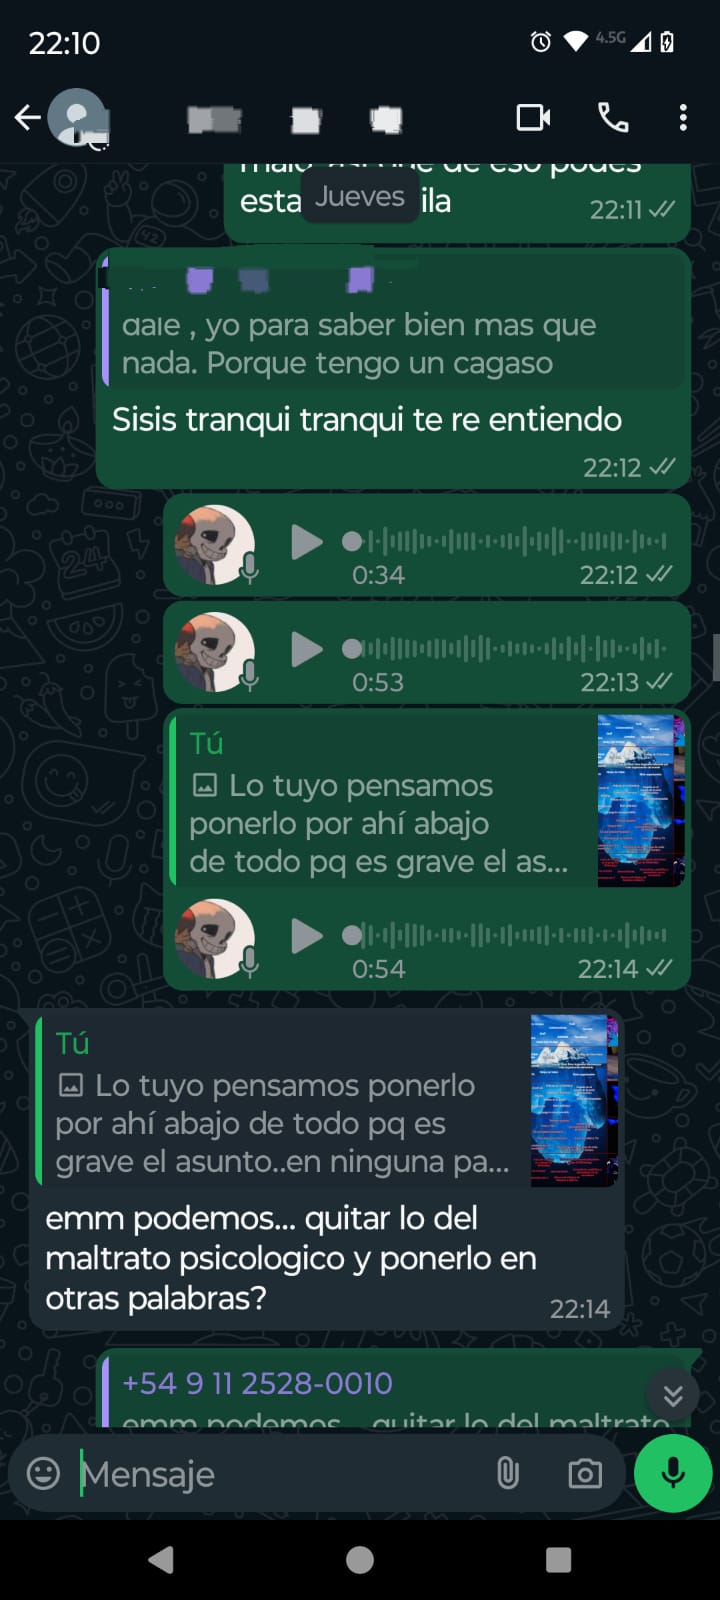 22:10
4.5G
esta
Jueves
ila
22:11
dale , yo para saber bien mas que
nada. Porque tengo un cagaso
Sisis tranqui tranqui te re entiendo
22:12
0:34
22:12
0:53
22:13
Tú
Lo tuyo pensamos
ponerlo por ahí abajo
de todo pq es grave el as...
0:54
22:14
Tú
Lo tuyo pensamos ponerlo
por ahí abajo de todo pq es
grave el asunto..en ninguna pa...
emm podemos... quitar lo del
maltrato psicologico y ponerlo en
otras palabras?
22:14
+54 9 11 2528-0010
emm podemos... quitar lo del maltrato
Mensaje